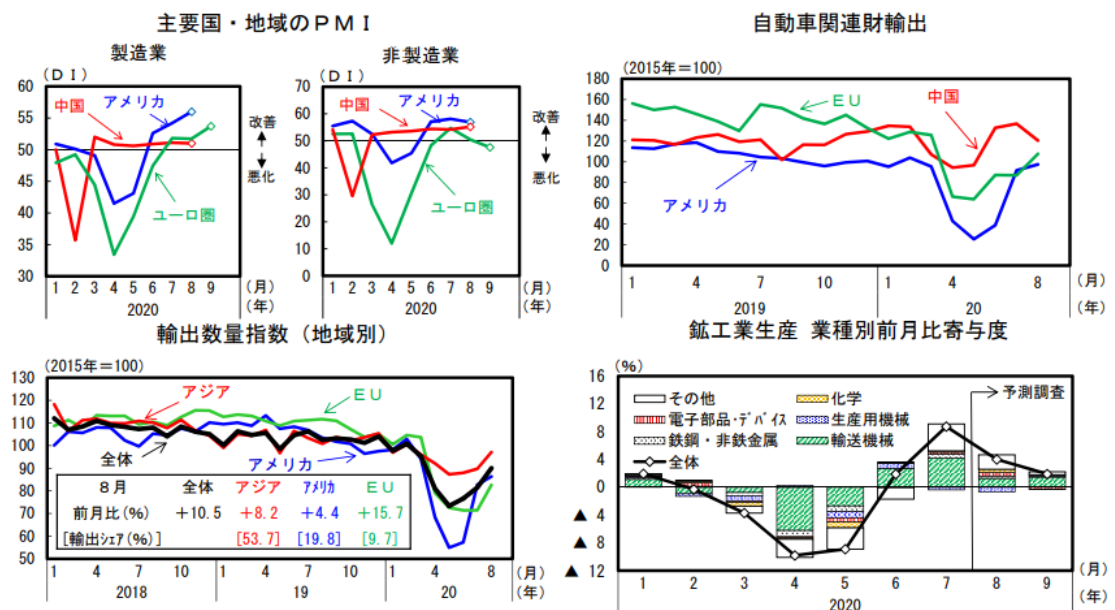 主要国・地域のＰＭＩ
製造業
(ＤＩ)
60
55
50
45
40
35
30
中国
アメリカ
ユーロ圏
改善
悪化
1 2 3 4 5 6 7 8 9 (月)
2020 (年)
非製造業
(ＤＩ)
70
60
50
40
30
20
10
0
中国
アメリカ
ユーロ圏
改善
悪化
1 2 3 4 5 6 7 8 9 (月)
2020 (年)
自動車関連財輸出
(2015年＝100)
180
160
140
120
100
80
60
40
20
0
ＥＵ
中国
アメリカ
1 4 7 10 1 4 8 (月)
2019 20 (年)
輸出数量指数（地域別）
(2015年＝100)
130
120
110
100
90
80
70
60
50
アジア
ＥＵ
全体
アメリカ
８月 全体 アジア アメリカ ＥＵ
前月比(％) ＋10.5 ＋8.2 ＋4.4 ＋15.7
[輸出シェア(％)] [53.7] [19.8] [9.7]
1 4 7 10 1 4 7 10 1 4 8 (月)
2018 19 20 (年)
鉱工業生産 業種別前月比寄与度
(％)
16
12
8
4
0
▲ 4
▲ 8
▲ 12
その他
化学
電子部品・デバイス
生産用機械
鉄鋼・非鉄金属
輸送機械
全体
予測調査
1 2 3 4 5 6 7 8 9 (月)
2020 (年)